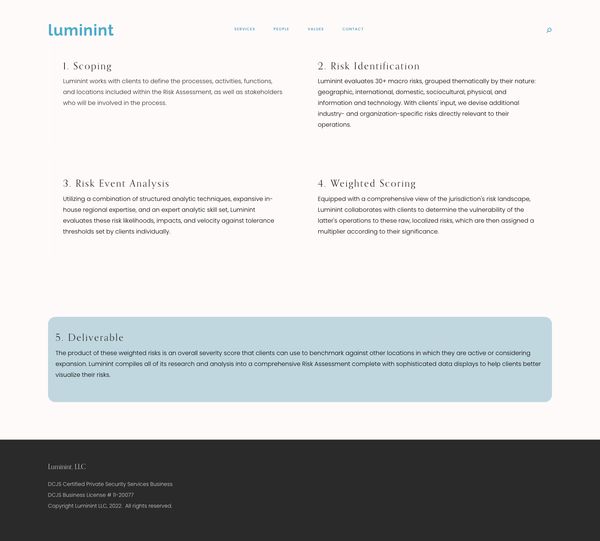 luminint
SERVICES PEOPLE VALUES CONTACT
1. Scoping
Luminint works with clients to define the processes, activities, functions,
and locations included within the Risk Assessment, as well as stakeholders
who will be involved in the process.
2. Risk Identification
Luminint evaluates 30+ macro risks, grouped thematically by their nature:
geographic, international, domestic, sociocultural, physical, and
information and technology. With clients' input, we devise additional
industry- and organization-specific risks directly relevant to their
operations.
3. Risk Event Analysis
Utilizing a combination of structured analytic techniques, expansive in-
house regional expertise, and an expert analytic skill set, Luminint
evaluates these risk likelihoods, impacts, and velocity against tolerance
thresholds set by clients individually.
4. Weighted Scoring
Equipped with a comprehensive view of the jurisdiction's risk landscape,
Luminint collaborates with clients to determine the vulnerability of the
latter's operations to these raw, localized risks, which are then assigned a
multiplier according to their significance.
5. Deliverable
The product of these weighted risks is an overall severity score that clients can use to benchmark against other locations in which they are active or considering
expansion. Luminint compiles all of its research and analysis into a comprehensive Risk Assessment complete with sophisticated data displays to help clients better
visualize their risks.
Luminint, LLC
DCJS Certified Private Security Services Business
DCJS Business License # 11-20077
Copyright Luminint LLC, 2022. All rights reserved.